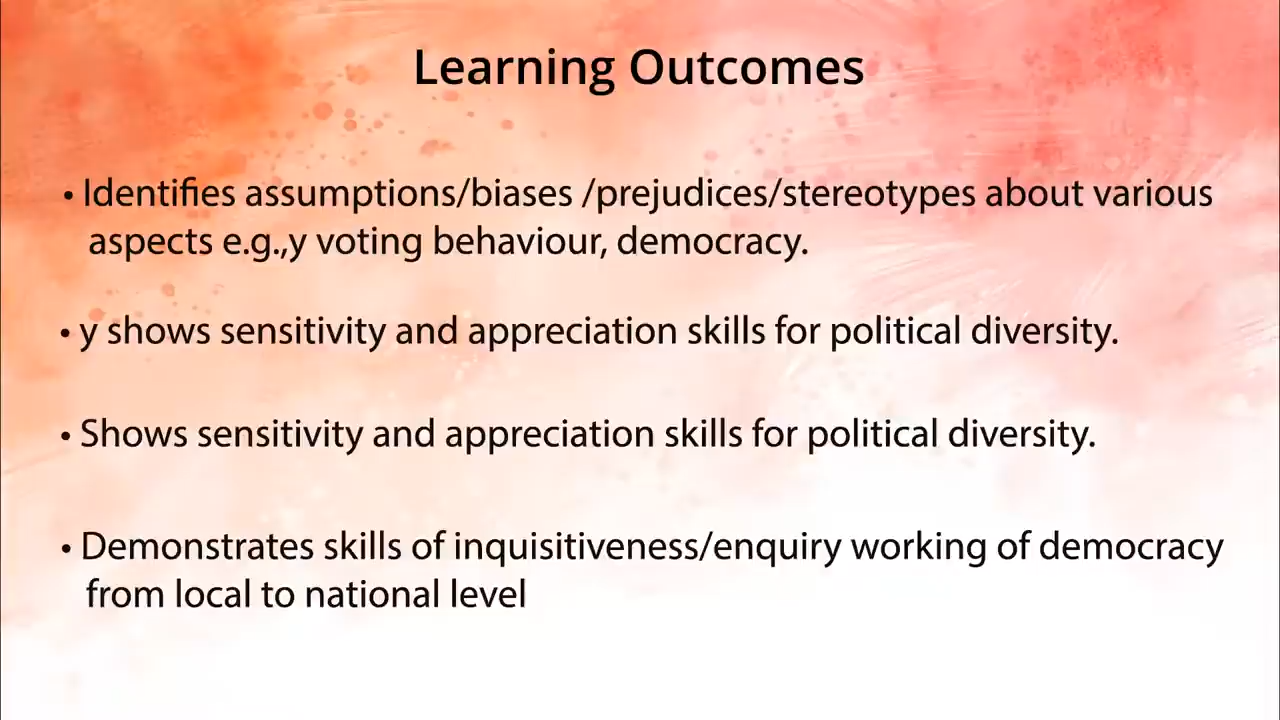 Learning Outcomes
• Identifies assumptions/biases /prejudices/stereotypes about various
aspects e.g.,y voting behaviour, democracy.
• y shows sensitivity and appreciation skills for political diversity.
• Shows sensitivity and appreciation skills for political diversity.
• Demonstrates skills of inquisitiveness/enquiry working of democracy
from local to national level